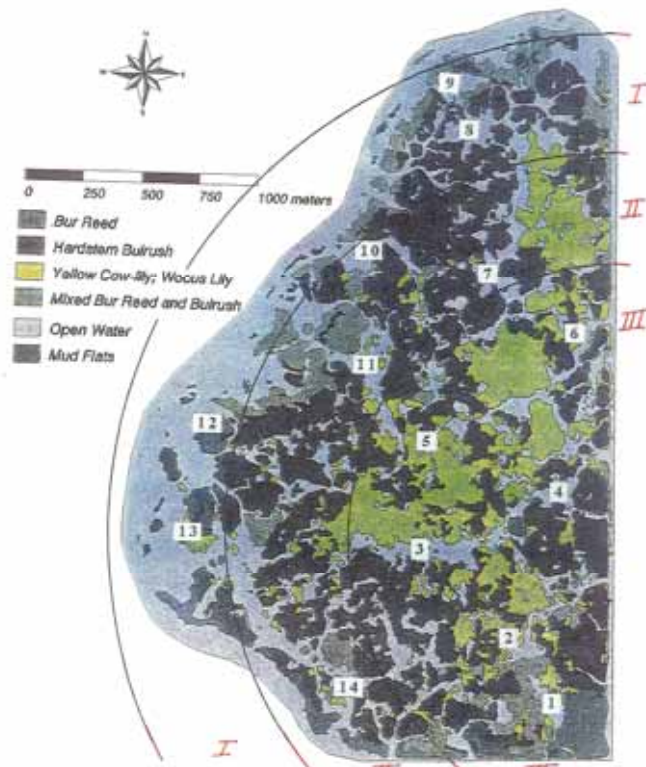 N
W E
S
I
9
8
0 250 500 750 1000 meters
II
Bur Reed
Hardstem Bulrush
Yellow Cow-lily; Wocus Lily
Mixed Bur Reed and Bulrush
Open Water
Mud Flats
10
7
III
6
11
12
5
4
13
3
2
14
1
I